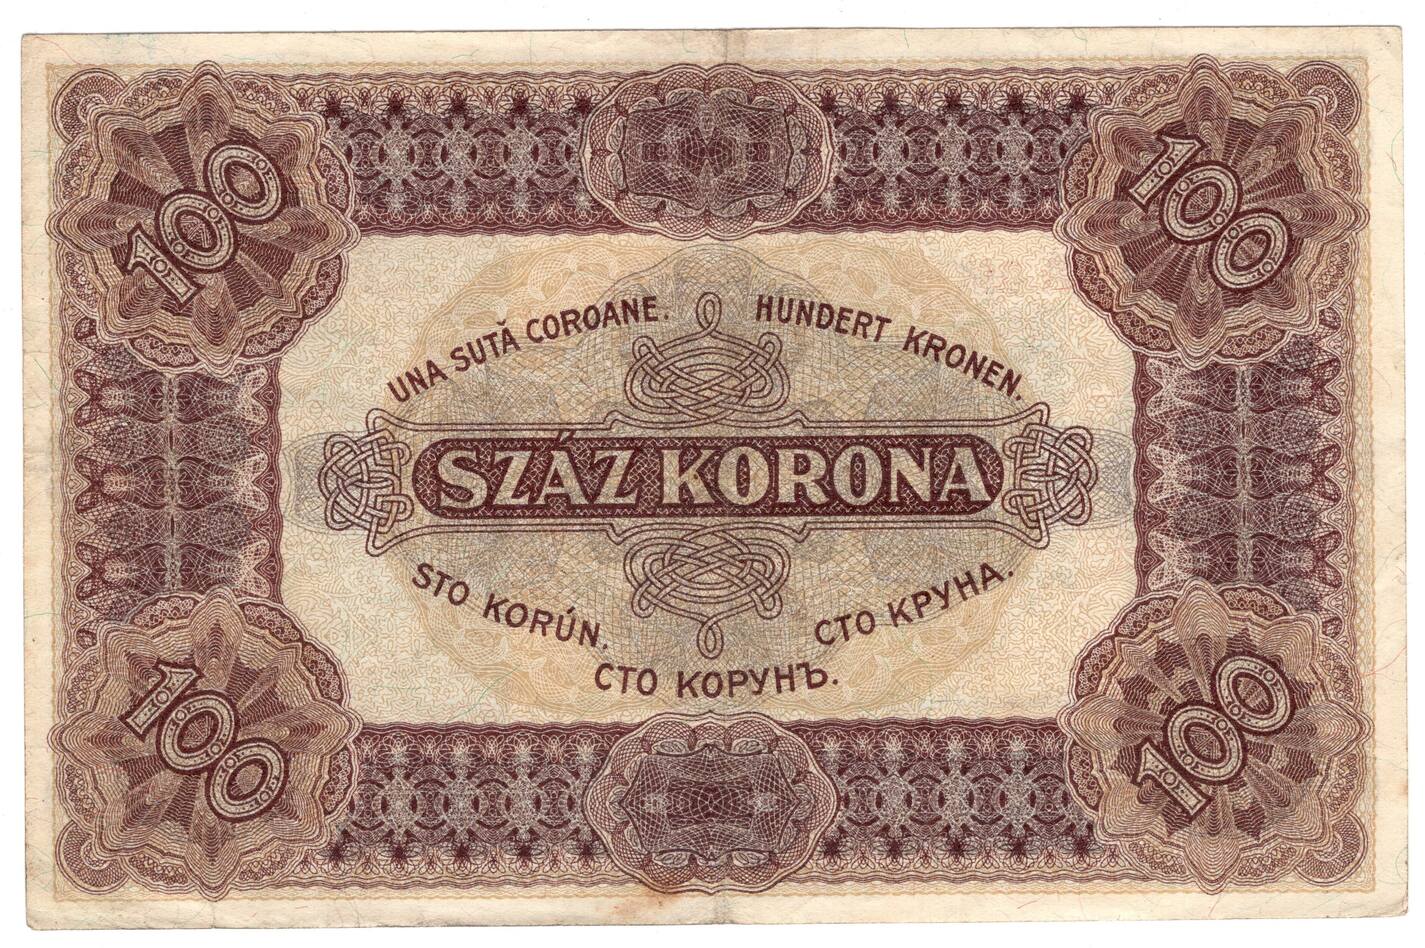 100
100
UNA SUTĂ COROANE.
HUNDERT KRONEN.
SZÁZ KORONA
STO KORÚN.
СТО КРУНА.
СТО КОРУНЪ.
100
100